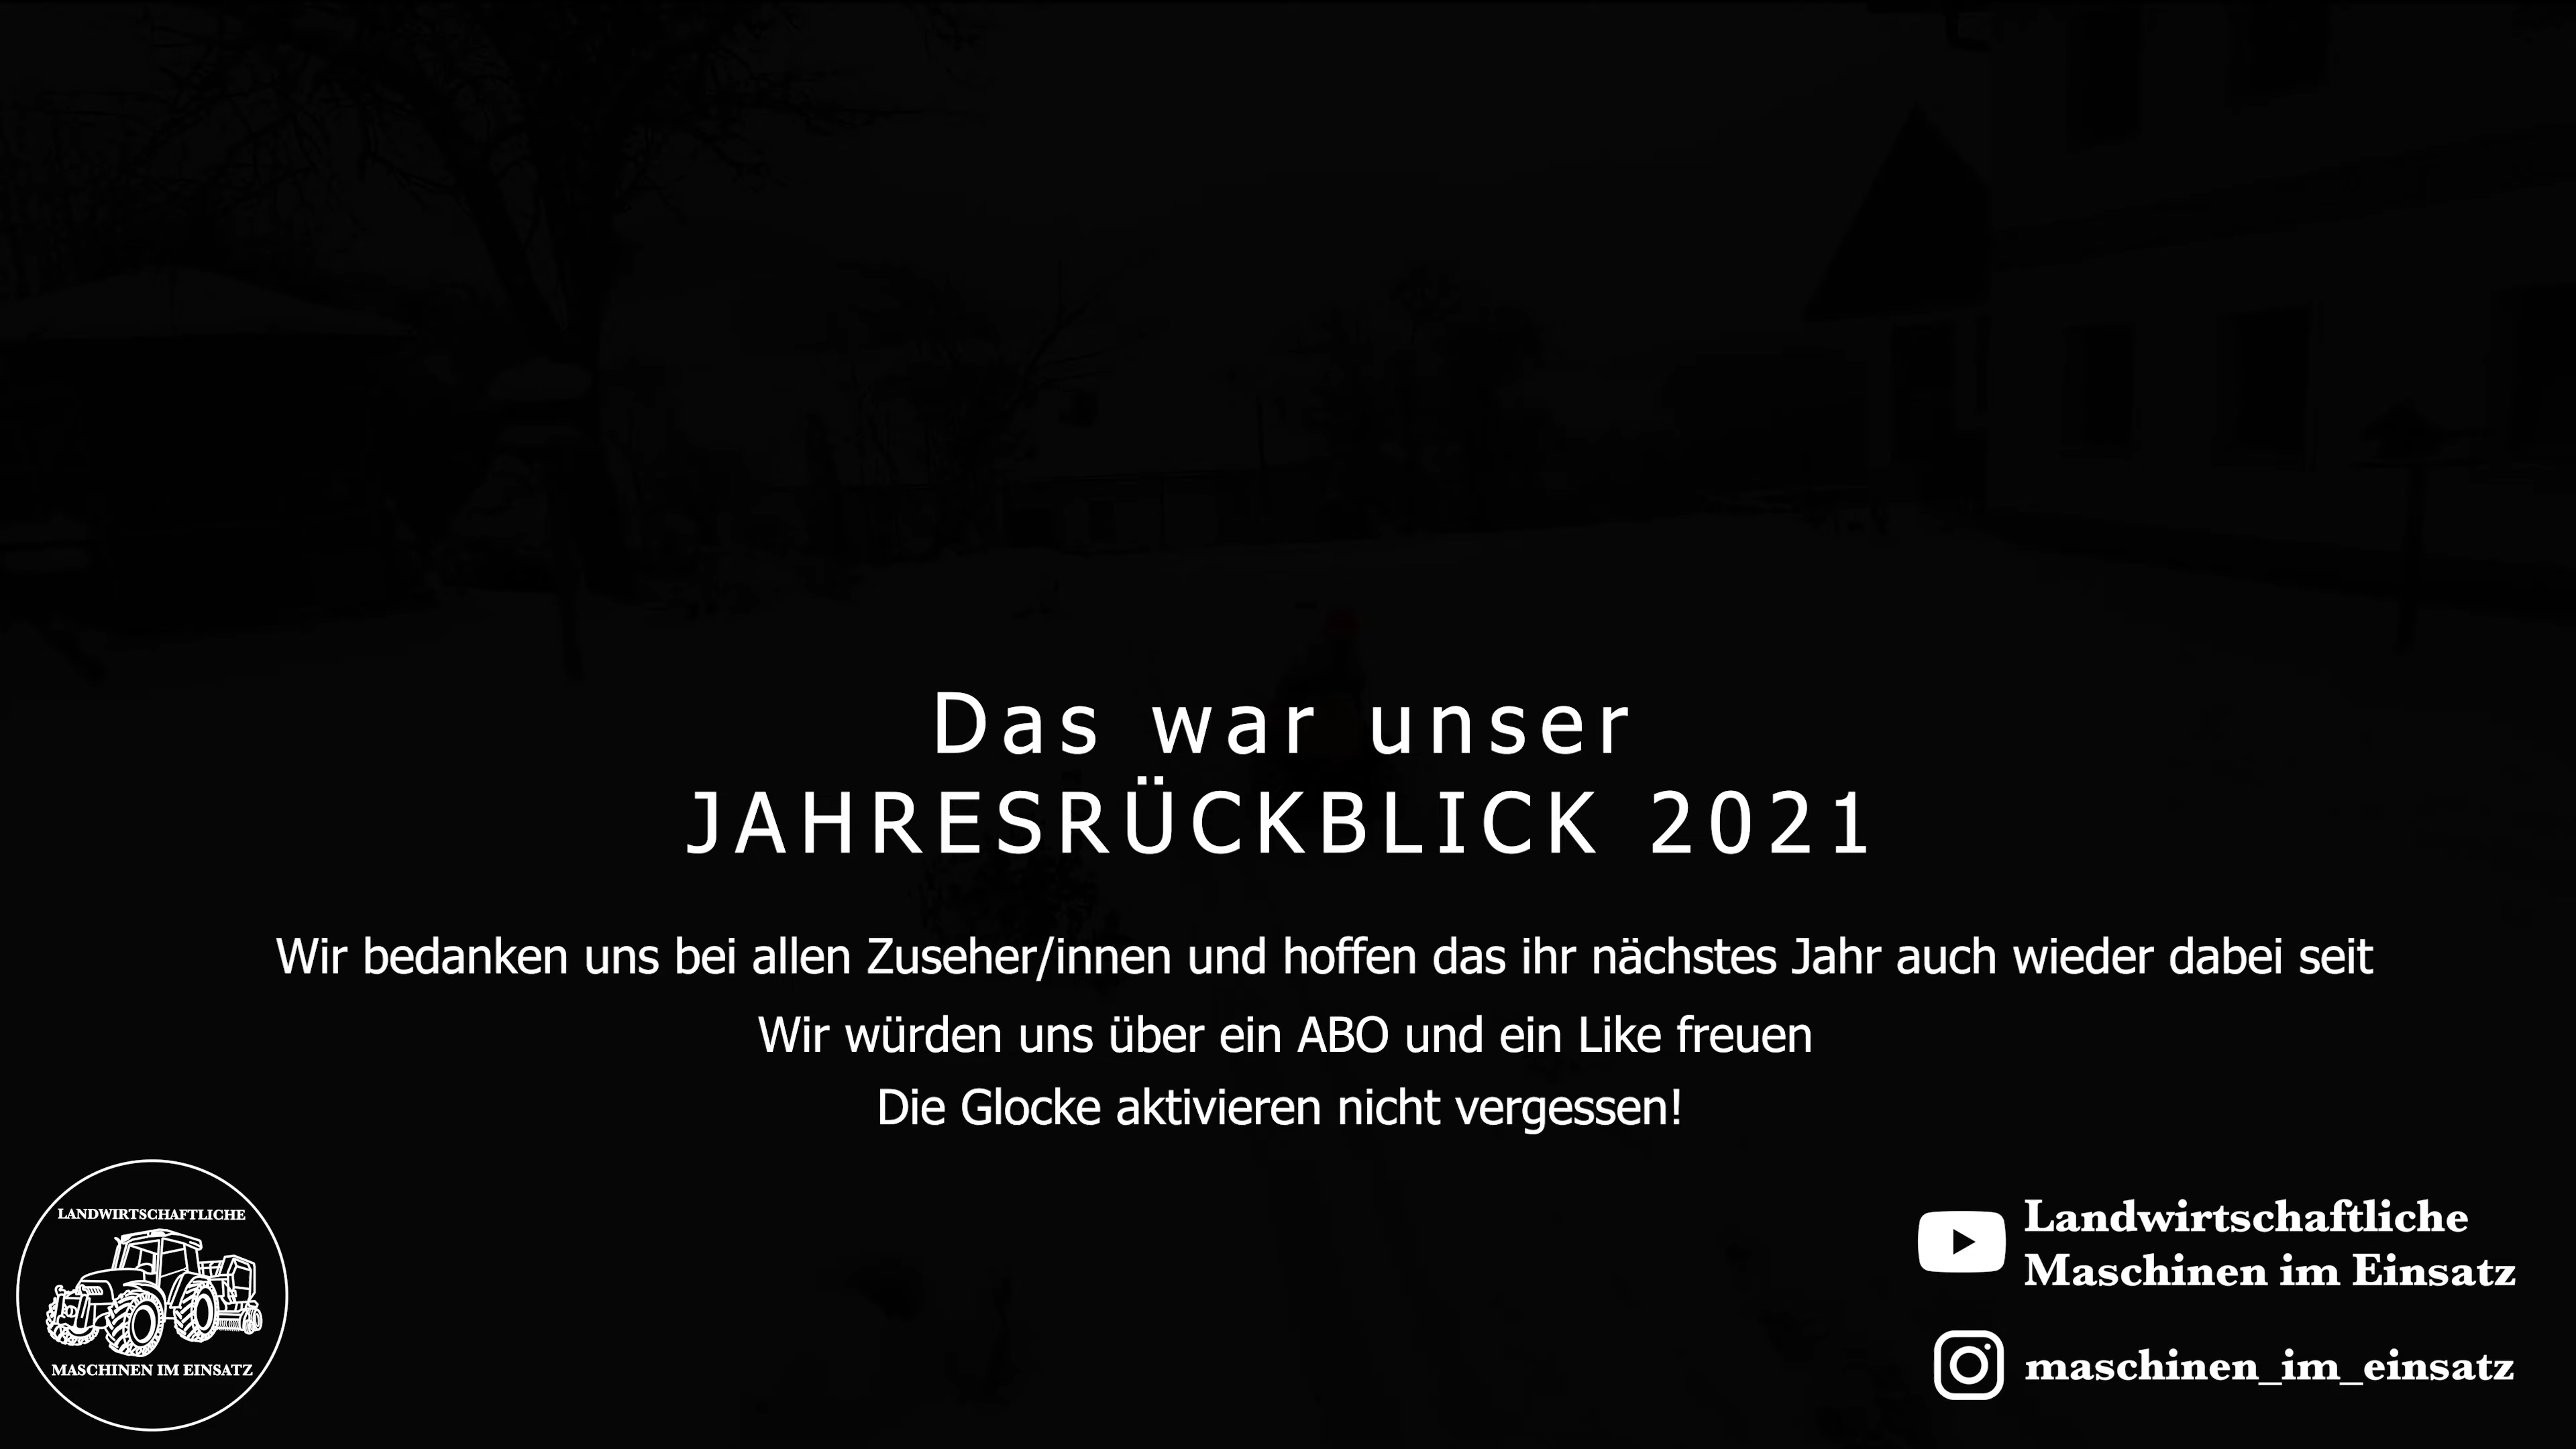 Das war unser
JAHRESRÜCKBLICK 2021
Wir bedanken uns bei allen Zuseher/innen und hoffen das ihr nächstes Jahr auch wieder dabei seit
Wir würden uns über ein ABO und ein Like freuen
Die Glocke aktivieren nicht vergessen!
LANDWIRTSCHAFTLICHE
MASCHINEN IM EINSATZ
Landwirtschaftliche
Maschinen im Einsatz
maschinen_im_einsatz